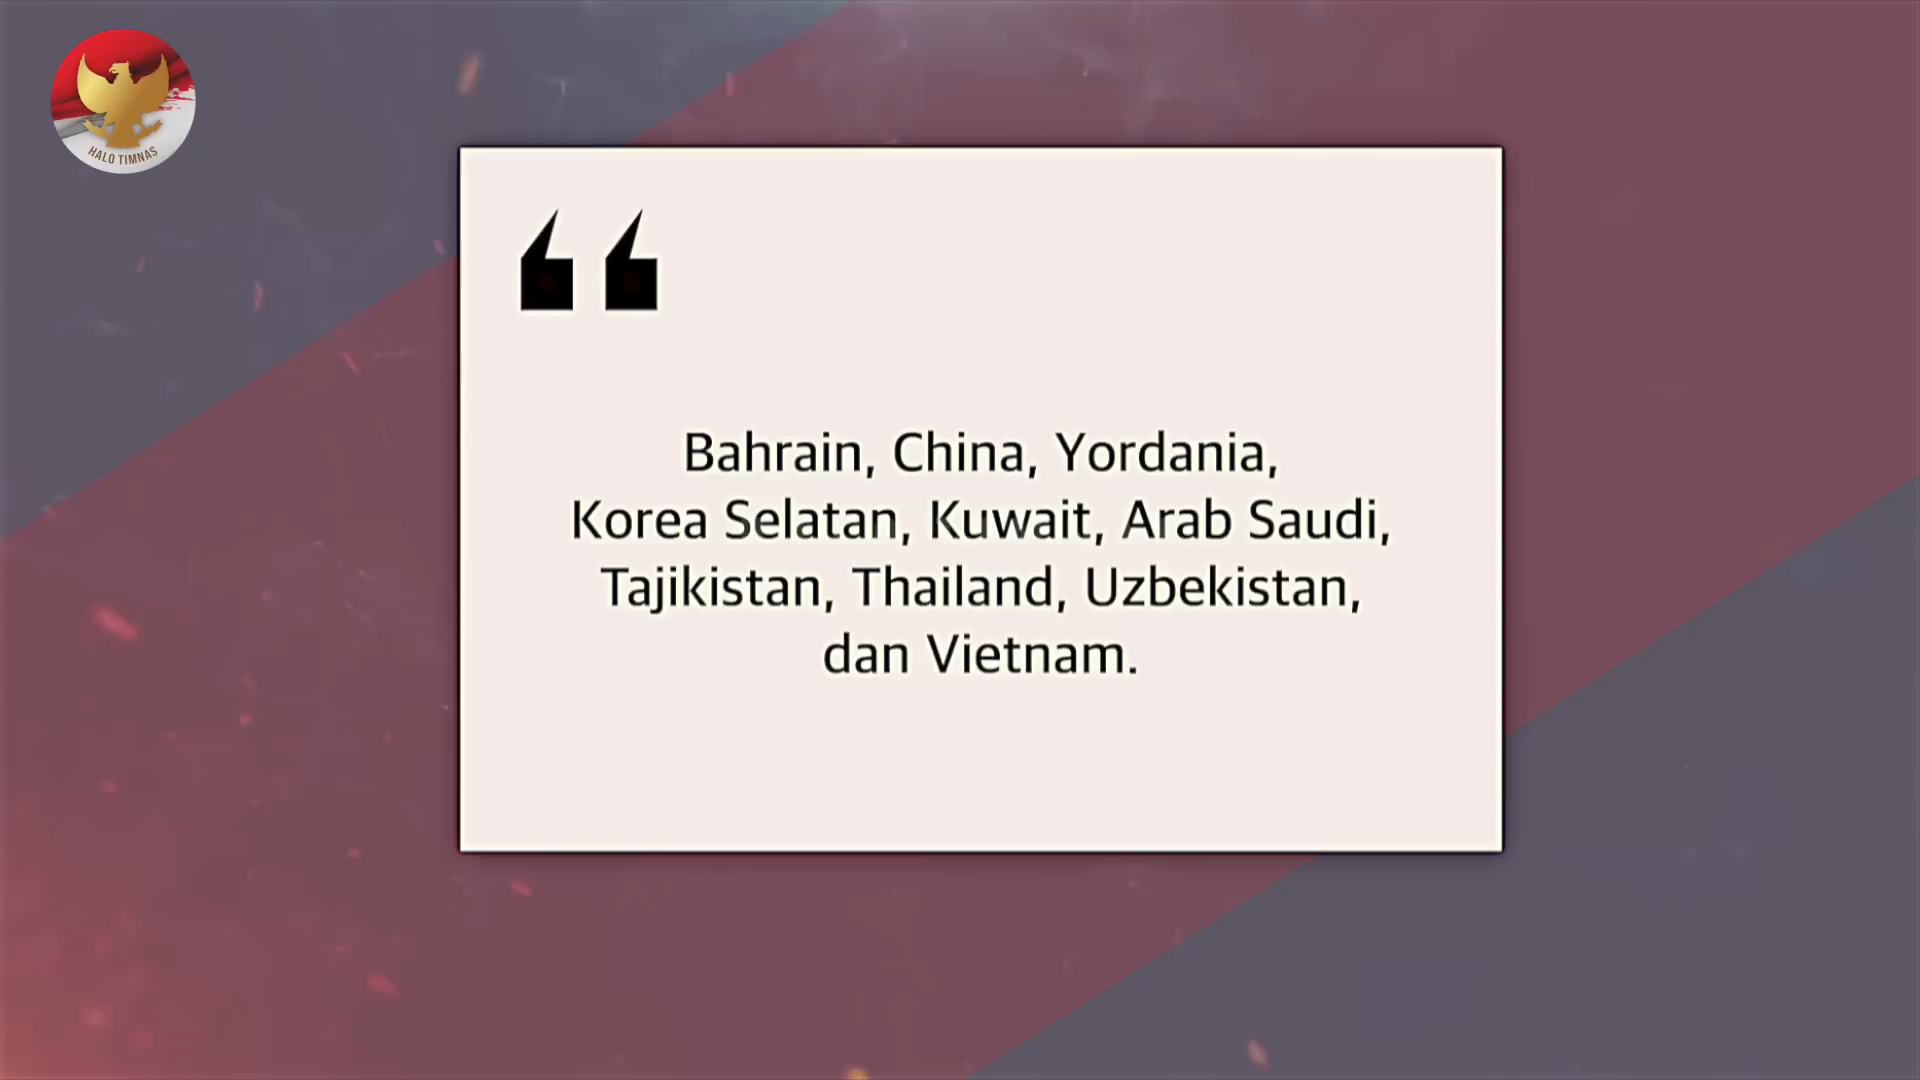 HALO TIMNAS
Bahrain, China, Yordania,
Korea Selatan, Kuwait, Arab Saudi,
Tajikistan, Thailand, Uzbekistan,
dan Vietnam.